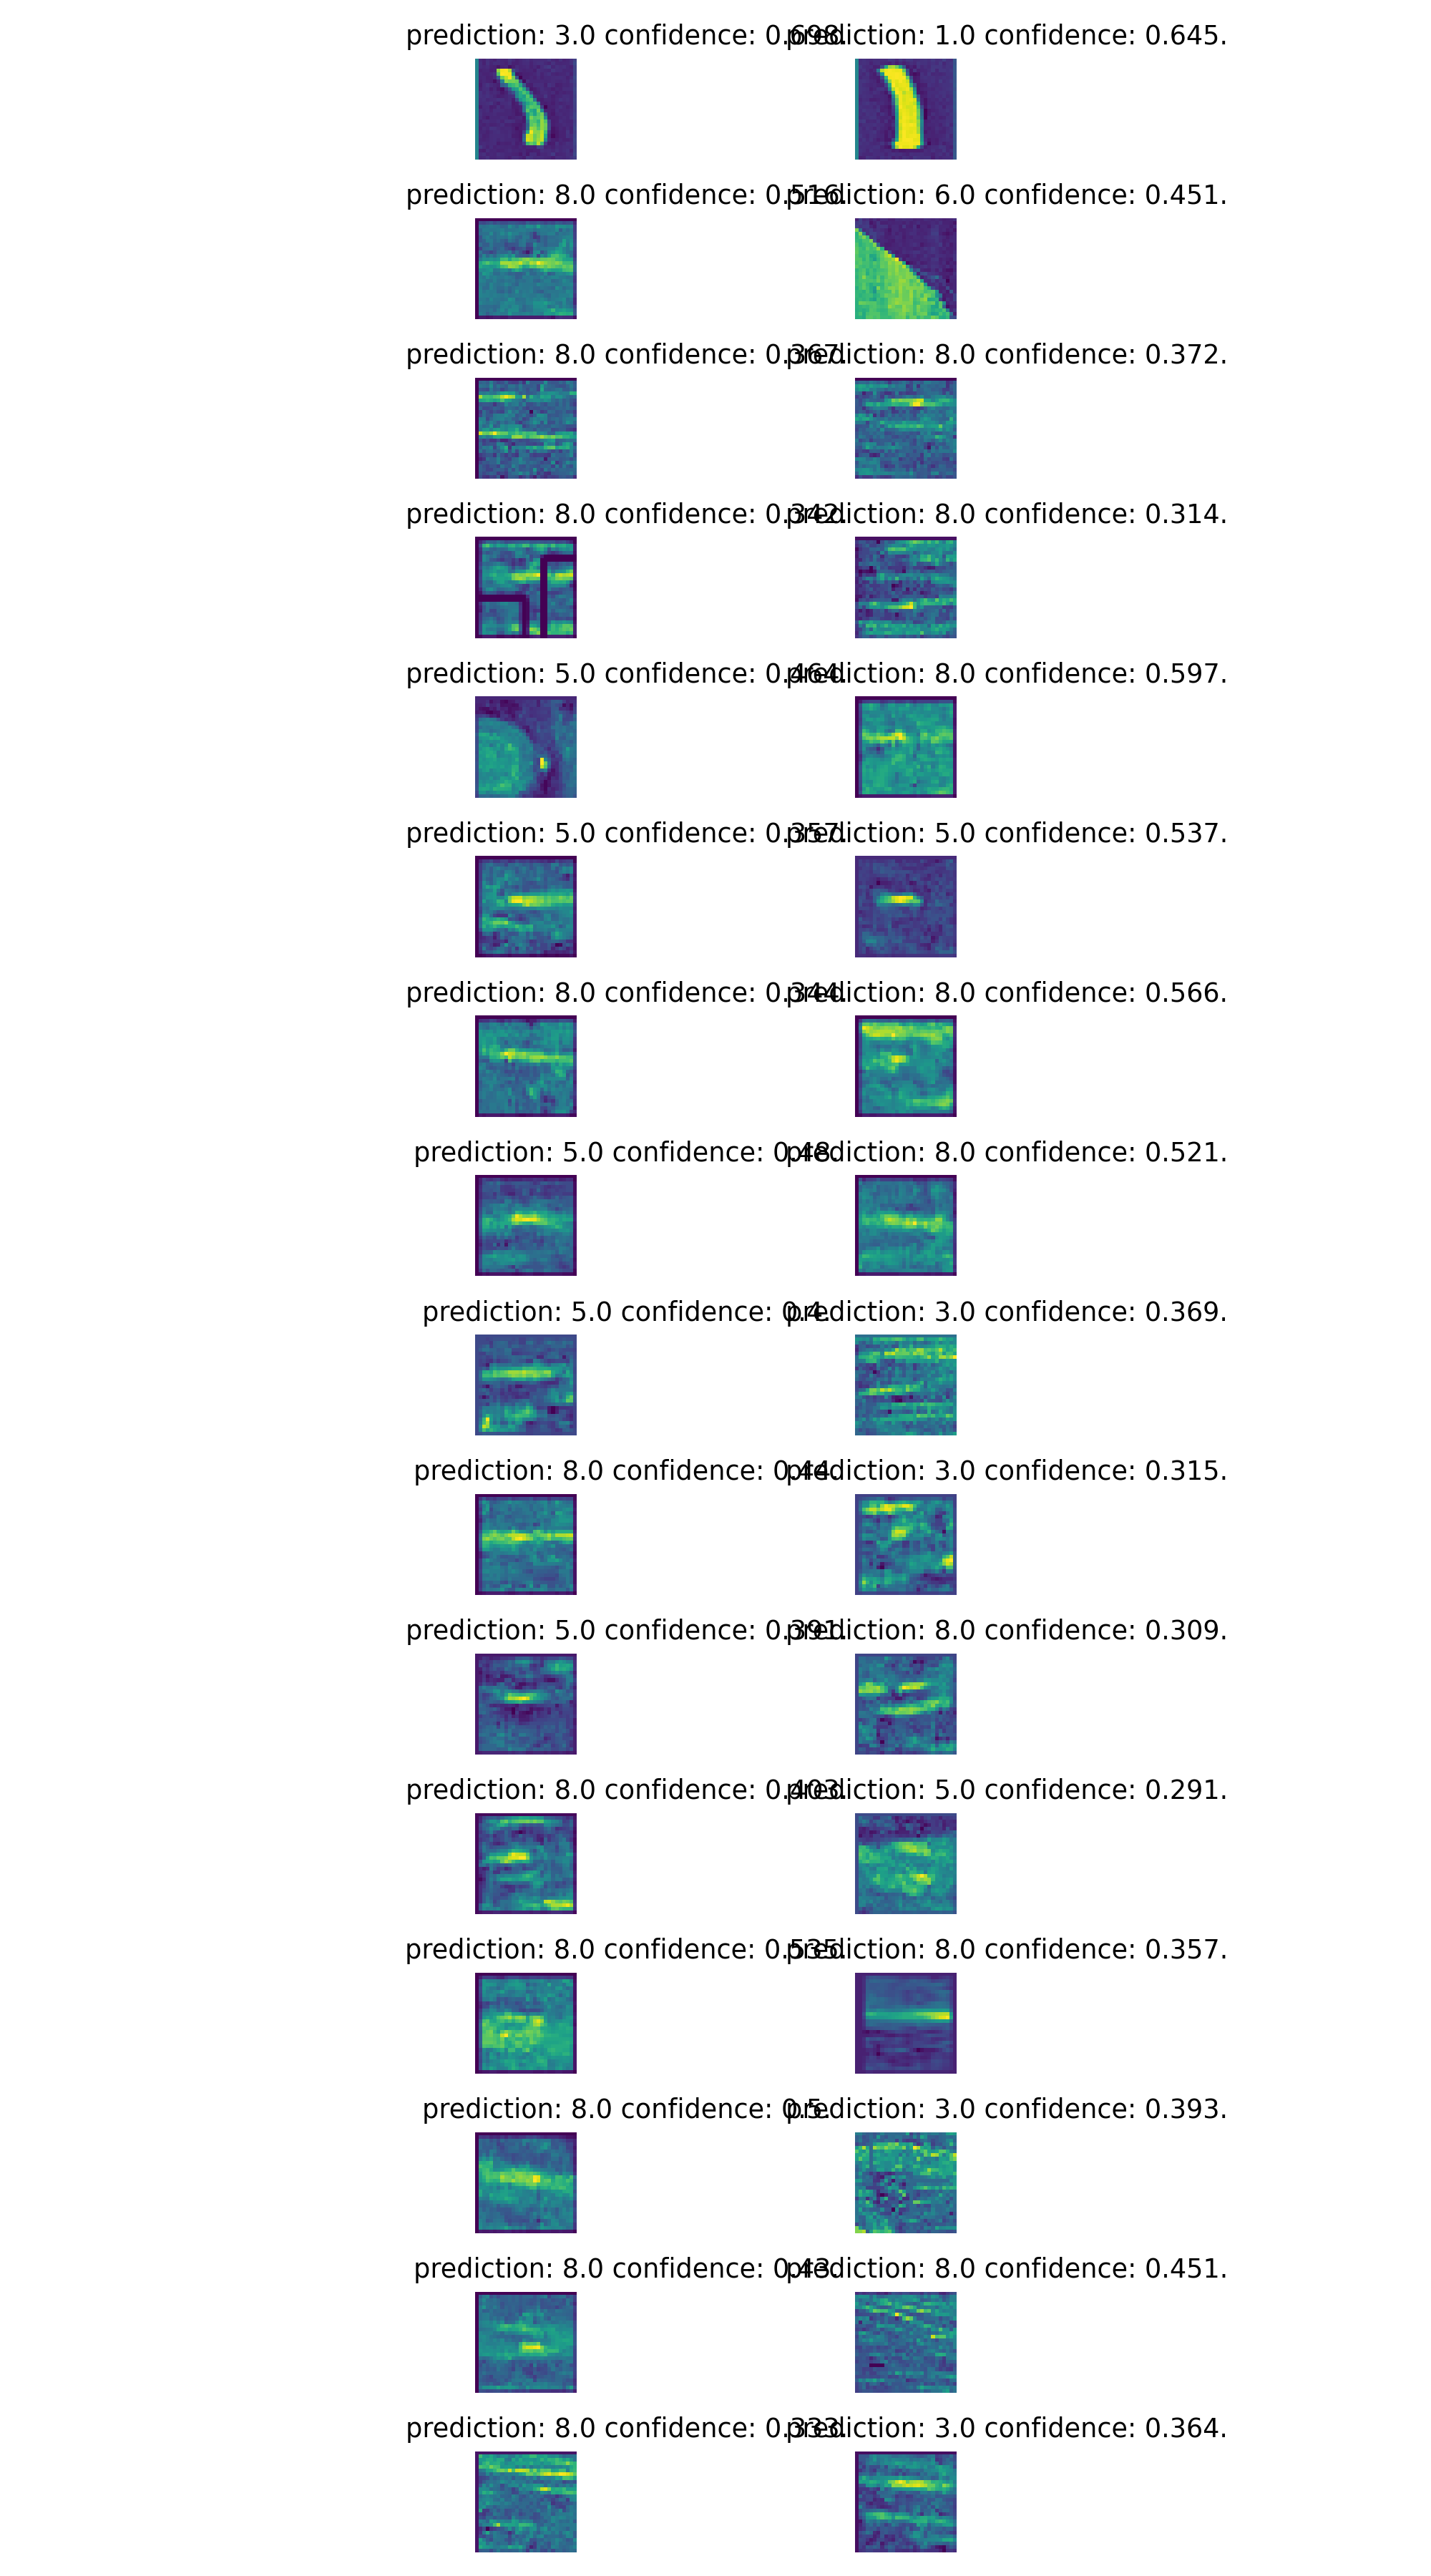 prediction: 3.0 confidence: 0.698. prediction: 1.0 confidence: 0.645.
prediction: 8.0 confidence: 0.516. prediction: 6.0 confidence: 0.451.
prediction: 8.0 confidence: 0.367. prediction: 8.0 confidence: 0.372.
prediction: 8.0 confidence: 0.342. prediction: 8.0 confidence: 0.314.
prediction: 5.0 confidence: 0.464. prediction: 8.0 confidence: 0.597.
prediction: 5.0 confidence: 0.357. prediction: 5.0 confidence: 0.537.
prediction: 8.0 confidence: 0.344. prediction: 8.0 confidence: 0.566.
prediction: 5.0 confidence: 0.48. prediction: 8.0 confidence: 0.521.
prediction: 5.0 confidence: 0.4. prediction: 3.0 confidence: 0.369.
prediction: 8.0 confidence: 0.44. prediction: 3.0 confidence: 0.315.
prediction: 5.0 confidence: 0.391. prediction: 8.0 confidence: 0.309.
prediction: 8.0 confidence: 0.403. prediction: 5.0 confidence: 0.291.
prediction: 8.0 confidence: 0.535. prediction: 8.0 confidence: 0.357.
prediction: 8.0 confidence: 0.5. prediction: 3.0 confidence: 0.393.
prediction: 8.0 confidence: 0.43. prediction: 8.0 confidence: 0.451.
prediction: 8.0 confidence: 0.333. prediction: 3.0 confidence: 0.364.